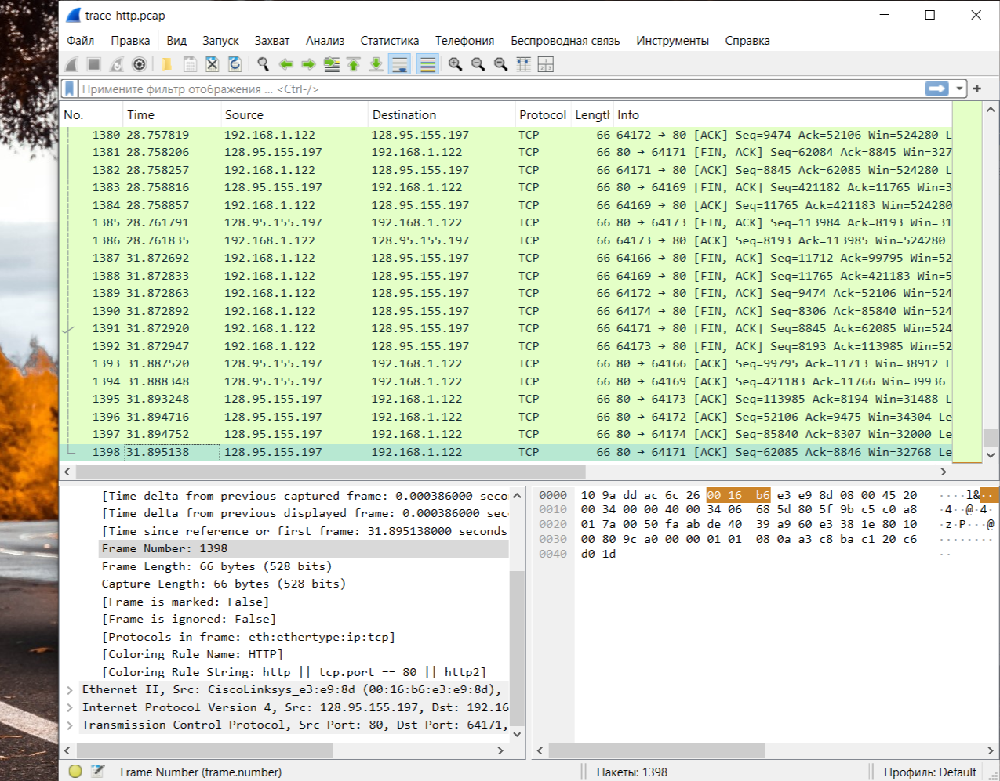 trace-http.pcap
Файл Правка Вид Запуск Захват Анализ Статистика Телефония Беспроводная связь Инструменты Справка
Примените фильтр отображения ... <Ctrl-/>
No. Time Source Destination Protocol Length Info
1380 28.757819 192.168.1.122 128.95.155.197 TCP 66 64172 → 80 [ACK] Seq=9474 Ack=52106 Win=524280 L
1381 28.758206 128.95.155.197 192.168.1.122 TCP 66 80 → 64171 [FIN, ACK] Seq=62084 Ack=8845 Win=327
1382 28.758257 192.168.1.122 128.95.155.197 TCP 66 64171 → 80 [ACK] Seq=8845 Ack=62085 Win=524280 L
1383 28.758816 128.95.155.197 192.168.1.122 TCP 66 80 → 64169 [FIN, ACK] Seq=421182 Ack=11765 Win=3
1384 28.758857 192.168.1.122 128.95.155.197 TCP 66 64169 → 80 [ACK] Seq=11765 Ack=421183 Win=524280
1385 28.761791 128.95.155.197 192.168.1.122 TCP 66 80 → 64173 [FIN, ACK] Seq=113984 Ack=8193 Win=31
1386 28.761835 192.168.1.122 128.95.155.197 TCP 66 64173 → 80 [ACK] Seq=8193 Ack=113985 Win=524280
1387 31.872692 192.168.1.122 128.95.155.197 TCP 66 64166 → 80 [FIN, ACK] Seq=11712 Ack=99795 Win=52
1388 31.872833 192.168.1.122 128.95.155.197 TCP 66 64169 → 80 [FIN, ACK] Seq=11765 Ack=421183 Win=5
1389 31.872863 192.168.1.122 128.95.155.197 TCP 66 64172 → 80 [FIN, ACK] Seq=9474 Ack=52106 Win=524
1390 31.872892 192.168.1.122 128.95.155.197 TCP 66 64174 → 80 [FIN, ACK] Seq=8306 Ack=85840 Win=524
1391 31.872920 192.168.1.122 128.95.155.197 TCP 66 64171 → 80 [FIN, ACK] Seq=8845 Ack=62085 Win=524
1392 31.872947 192.168.1.122 128.95.155.197 TCP 66 64173 → 80 [FIN, ACK] Seq=8193 Ack=113985 Win=52
1393 31.887520 128.95.155.197 192.168.1.122 TCP 66 80 → 64166 [ACK] Seq=99795 Ack=11713 Win=38912 L
1394 31.888348 128.95.155.197 192.168.1.122 TCP 66 80 → 64169 [ACK] Seq=421183 Ack=11766 Win=39936
1395 31.893248 128.95.155.197 192.168.1.122 TCP 66 80 → 64173 [ACK] Seq=113985 Ack=8194 Win=31488 L
1396 31.894716 128.95.155.197 192.168.1.122 TCP 66 80 → 64172 [ACK] Seq=52106 Ack=9475 Win=34304 Le
1397 31.894752 128.95.155.197 192.168.1.122 TCP 66 80 → 64174 [ACK] Seq=85840 Ack=8307 Win=32000 Le
1398 31.895138 128.95.155.197 192.168.1.122 TCP 66 80 → 64171 [ACK] Seq=62085 Ack=8846 Win=32768 Le
[Time delta from previous captured frame: 0.000386000 seco
[Time delta from previous displayed frame: 0.000386000 sec
[Time since reference or first frame: 31.895138000 seconds
Frame Number: 1398
Frame Length: 66 bytes (528 bits)
Capture Length: 66 bytes (528 bits)
[Frame is marked: False]
[Frame is ignored: False]
[Protocols in frame: eth:ethertype:ip:tcp]
[Coloring Rule Name: HTTP]
[Coloring Rule String: http || tcp.port == 80 || http2]
Ethernet II, Src: CiscoLinksys_e3:e9:8d (00:16:b6:e3:e9:8d),
Internet Protocol Version 4, Src: 128.95.155.197, Dst: 192.16
Transmission Control Protocol, Src Port: 80, Dst Port: 64171,
0000 10 9a dd ac 6c 26 00 16 b6 e3 e9 8d 08 00 45 20 ····l&··
0010 00 34 00 00 40 00 34 06 68 5d 80 5f 9b c5 c0 a8 ·4··@·4·
0020 01 7a 00 50 fa ab de 40 39 a9 60 e3 38 1e 80 10 ·z·P···@
0030 00 80 9c a0 00 00 01 01 08 0a a3 c8 ba c1 20 c6 ········
0040 d0 1d ··
Frame Number (frame.number) Пакеты: 1398 Профиль: Default